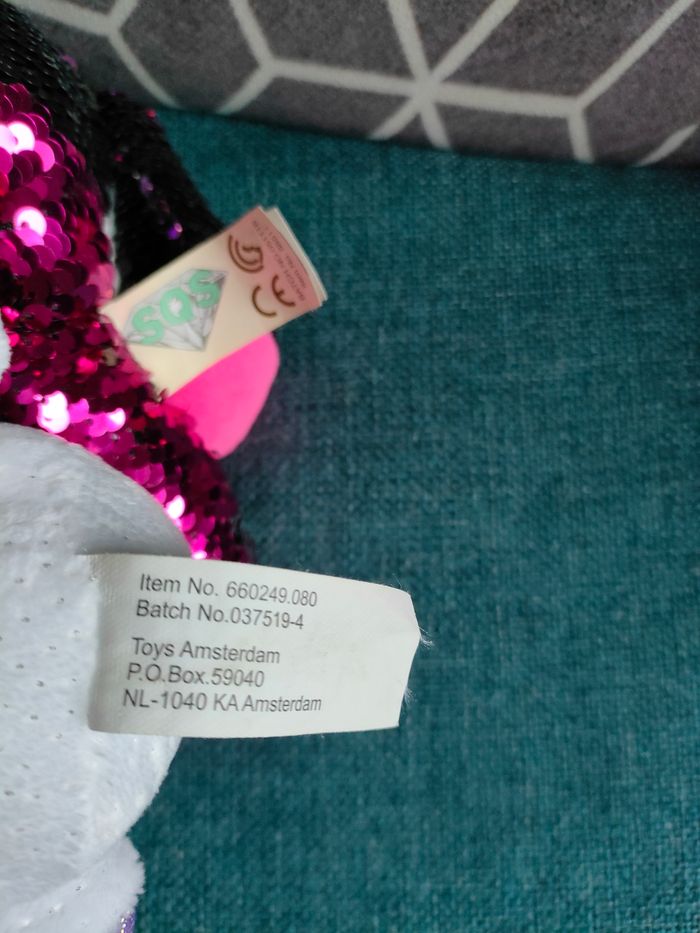 SQS
CE
Item No. 660249.080
Batch No.037519-4
Toys Amsterdam
P.O.Box.59040
NL-1040 KA Amsterdam